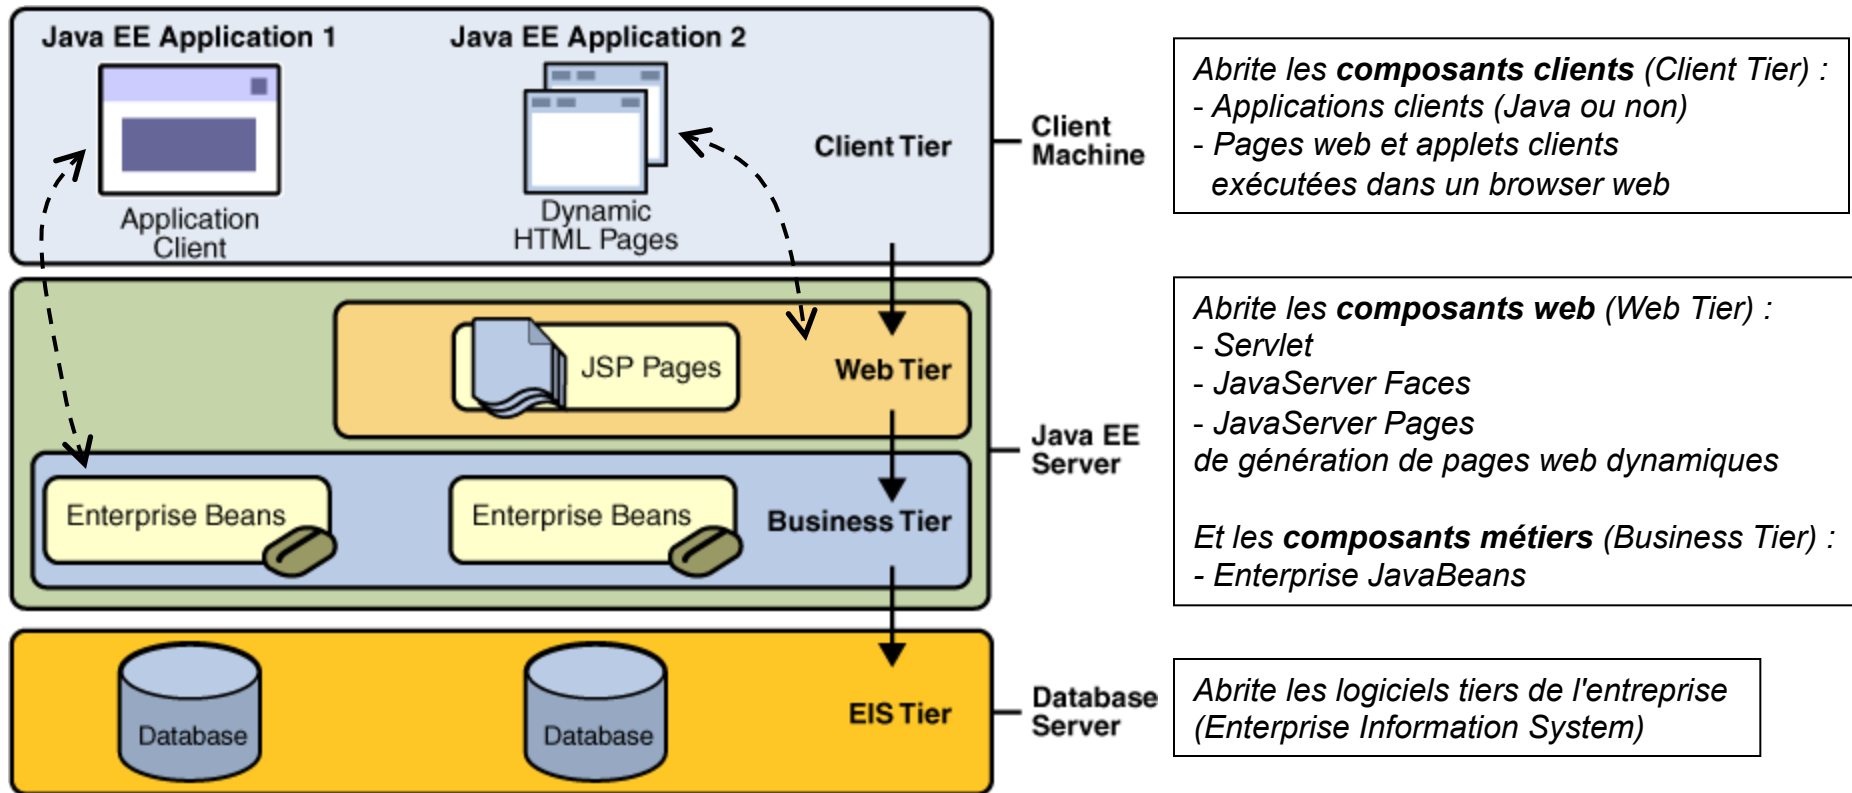 Java EE Application 1
Java EE Application 2
Application
Client
Dynamic
HTML Pages
Client Tier
Client
Machine
Abrite les composants clients (Client Tier) :
- Applications clients (Java ou non)
- Pages web et applets clients
exécutées dans un browser web
JSP Pages
Web Tier
Enterprise Beans
Enterprise Beans
Business Tier
Java EE
Server
Abrite les composants web (Web Tier) :
- Servlet
- JavaServer Faces
- JavaServer Pages
de génération de pages web dynamiques
Et les composants métiers (Business Tier) :
- Enterprise JavaBeans
Database
Database
EIS Tier
Database
Server
Abrite les logiciels tiers de l'entreprise
(Enterprise Information System)